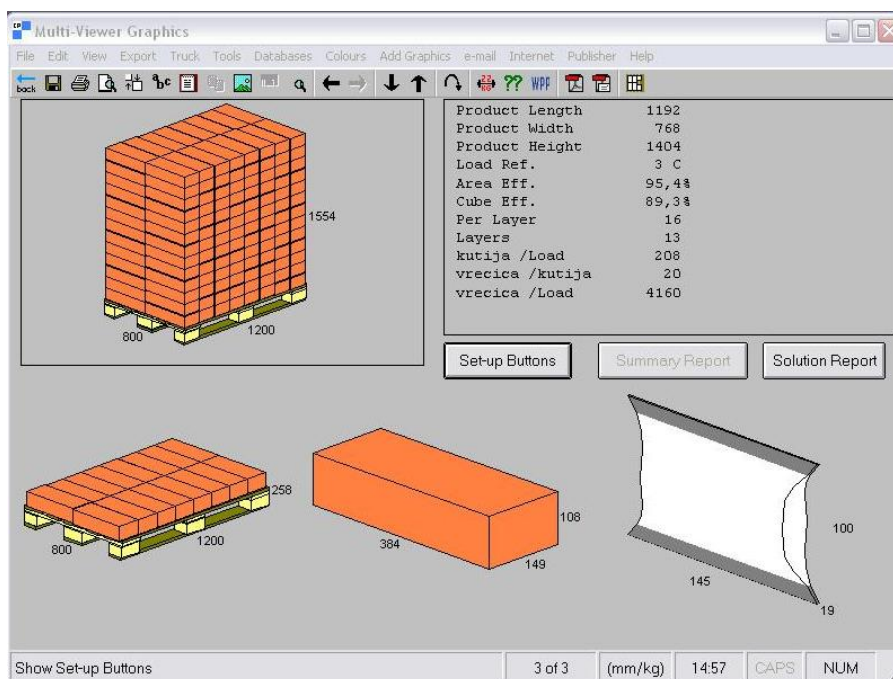 Multi-Viewer Graphics
File Edit View Export Truck Tools Databases Colours Add Graphics e-mail Internet Publisher Help
back bc ?? WPF
1554
800 1200
Product Length 1192
Product Width 768
Product Height 1404
Load Ref. 3 C
Area Eff. 95,4%
Cube Eff. 89,3%
Per Layer 16
Layers 13
kutija /Load 208
vrecica /kutija 20
vrecica /Load 4160
Set-up Buttons Summary Report Solution Report
258
800 1200
108
384 149
100
145
19
Show Set-up Buttons 3 of 3 (mm/kg) 14:57 CAPS NUM